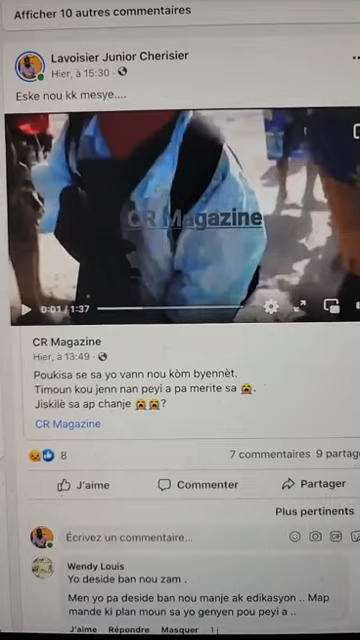 Afficher 10 autres commentaires
Lavoisier Junior Cherisier
Hier, à 15:30 ·
Eske nou kk mesye....
CR Magazine
0:01 / 1:37
CR Magazine
Hier, à 13:49 ·
Poukisa se sa yo vann nou kòm byennèt.
Timoun kou jenn nan peyi a pa merite sa 😭.
Jiskilè sa ap chanje 😭😭?
CR Magazine
8
7 commentaires 9 partag
J'aime
Commenter
Partager
Plus pertinents
Écrivez un commentaire...
GIF
Wendy Louis
Yo deside ban nou zam .
Men yo pa deside ban nou manje ak edikasyon .. Map
mande ki plan moun sa yo genyen pou peyi a ..
J'aime Répondre Masquer 1 j